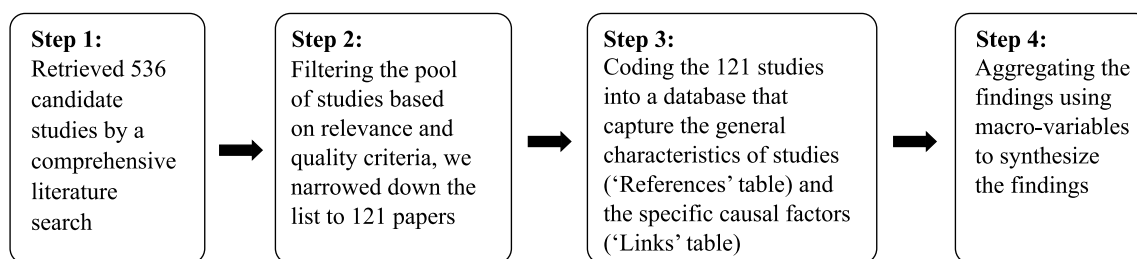 Step 1:
Retrieved 536
candidate
studies by a
comprehensive
literature
search
Step 2:
Filtering the pool
of studies based
on relevance and
quality criteria, we
narrowed down the
list to 121 papers
Step 3:
Coding the 121 studies
into a database that
capture the general
characteristics of studies
(‘References’ table) and
the specific causal factors
(‘Links’ table)
Step 4:
Aggregating the
findings using
macro-variables
to synthesize
the findings